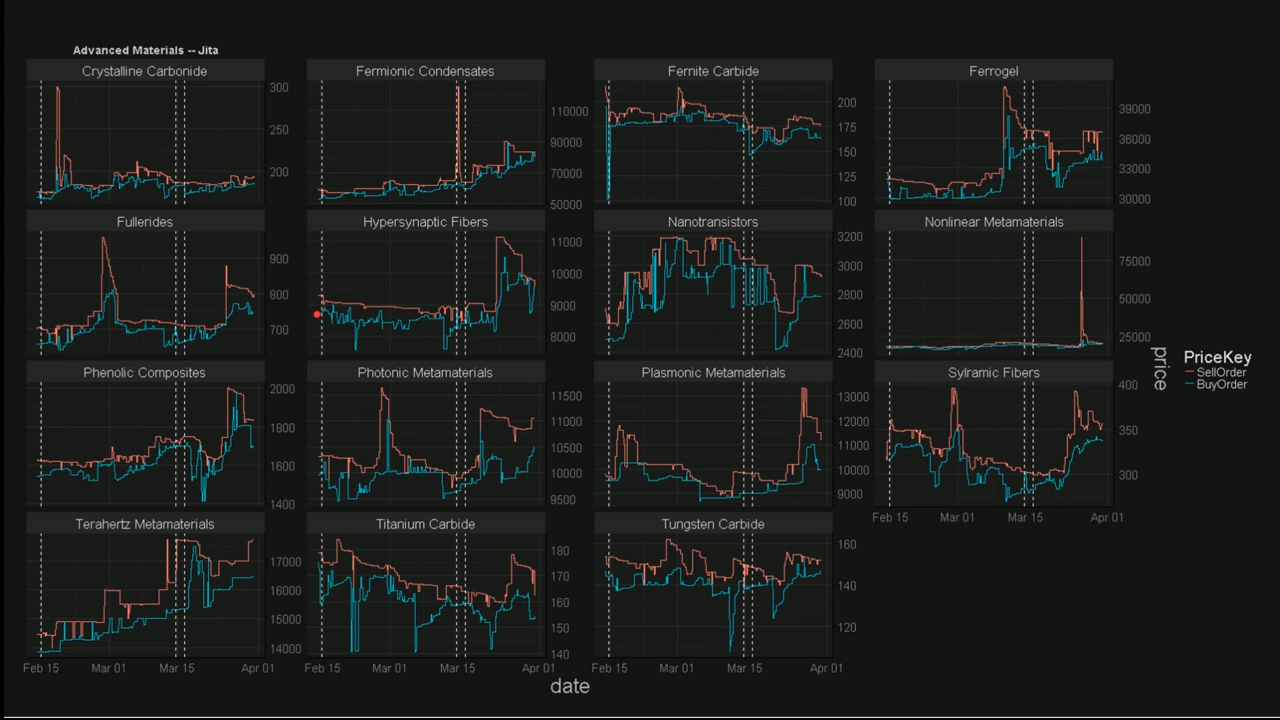 Advanced Materials -- Jita
Crystalline Carbonide
300
250
200
Fermionic Condensates
110000
90000
70000
50000
Fernite Carbide
200
175
150
125
100
Ferrogel
39000
36000
33000
30000
Fullerides
900
800
700
Hypersynaptic Fibers
11000
10000
9000
8000
Nanotransistors
3200
3000
2800
2600
2400
Nonlinear Metamaterials
75000
50000
25000
Phenolic Composites
2000
1800
1600
1400
Photonic Metamaterials
11500
11000
10500
10000
9500
Plasmonic Metamaterials
13000
12000
11000
10000
9000
Sylramic Fibers
400
350
300
Feb 15 Mar 01 Mar 15 Apr 01
Terahertz Metamaterials
17000
16000
15000
14000
Feb 15 Mar 01 Mar 15 Apr 01
Titanium Carbide
180
170
160
150
140
Feb 15 Mar 01 Mar 15 Apr 01
Tungsten Carbide
160
140
120
Feb 15 Mar 01 Mar 15 Apr 01
date
price
PriceKey
SellOrder
BuyOrder